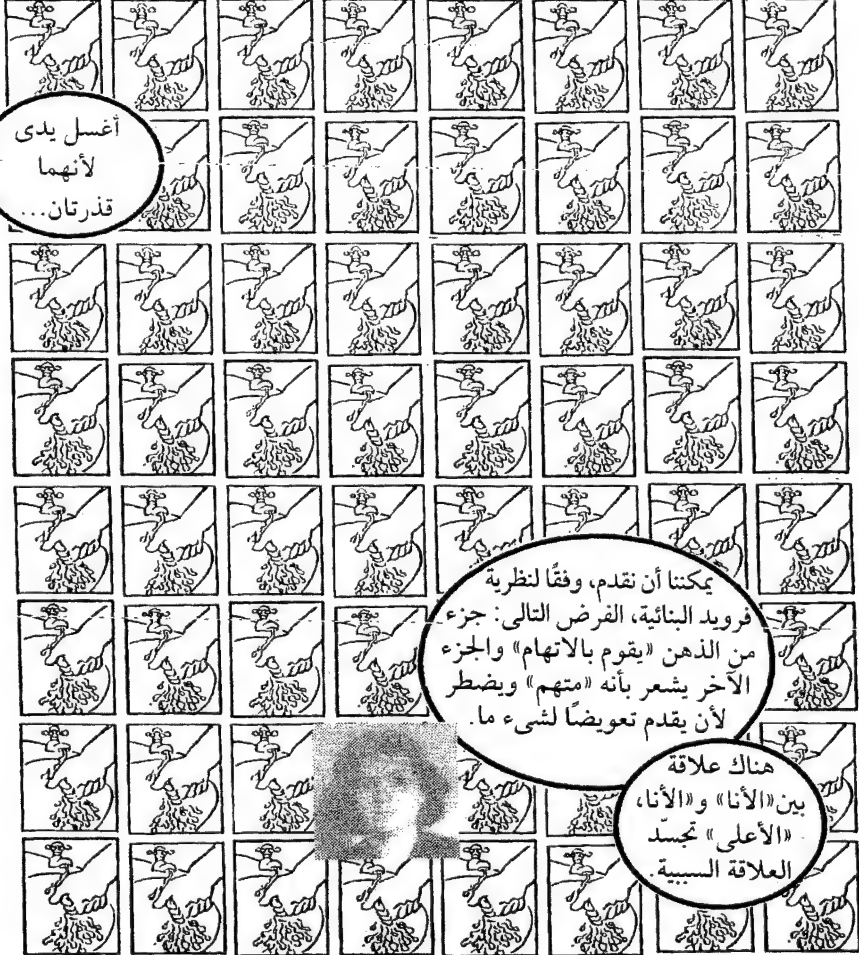 أغسل يدى
لأنهما
قذرتان...
يمكننا أن نقدم، وفقًا لنظرية
فرويد البنائية، الفرض التالى: جزء
من الذهن «يقوم بالاتهام» والجزء
الآخر يشعر بأنه «متهم» ويضطر
لأن يقدم تعويضًا لشىء ما.
هناك علاقة
بين«الأنا» و«الأنا،
«الأعلى» تجسّد
العلاقة السببية.